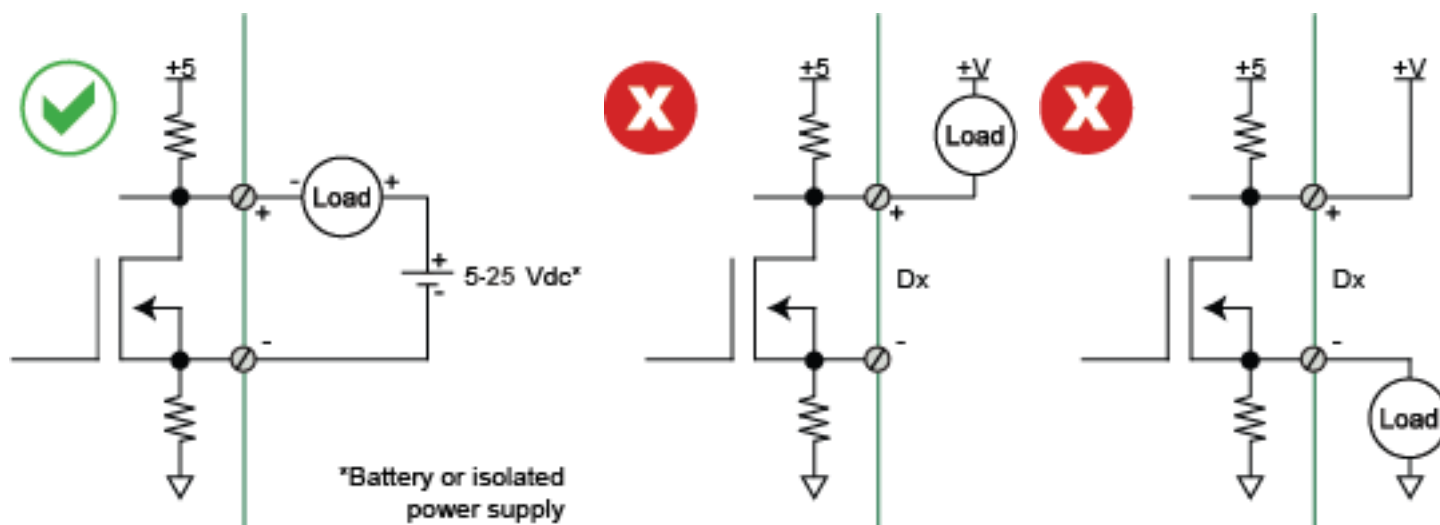 +5
- Load +
+
+
5-25 Vdc*
-
-
*Battery or isolated
power supply
X
+5
+V
Load
+
Dx
-
X
+5
+V
+
Dx
-
Load